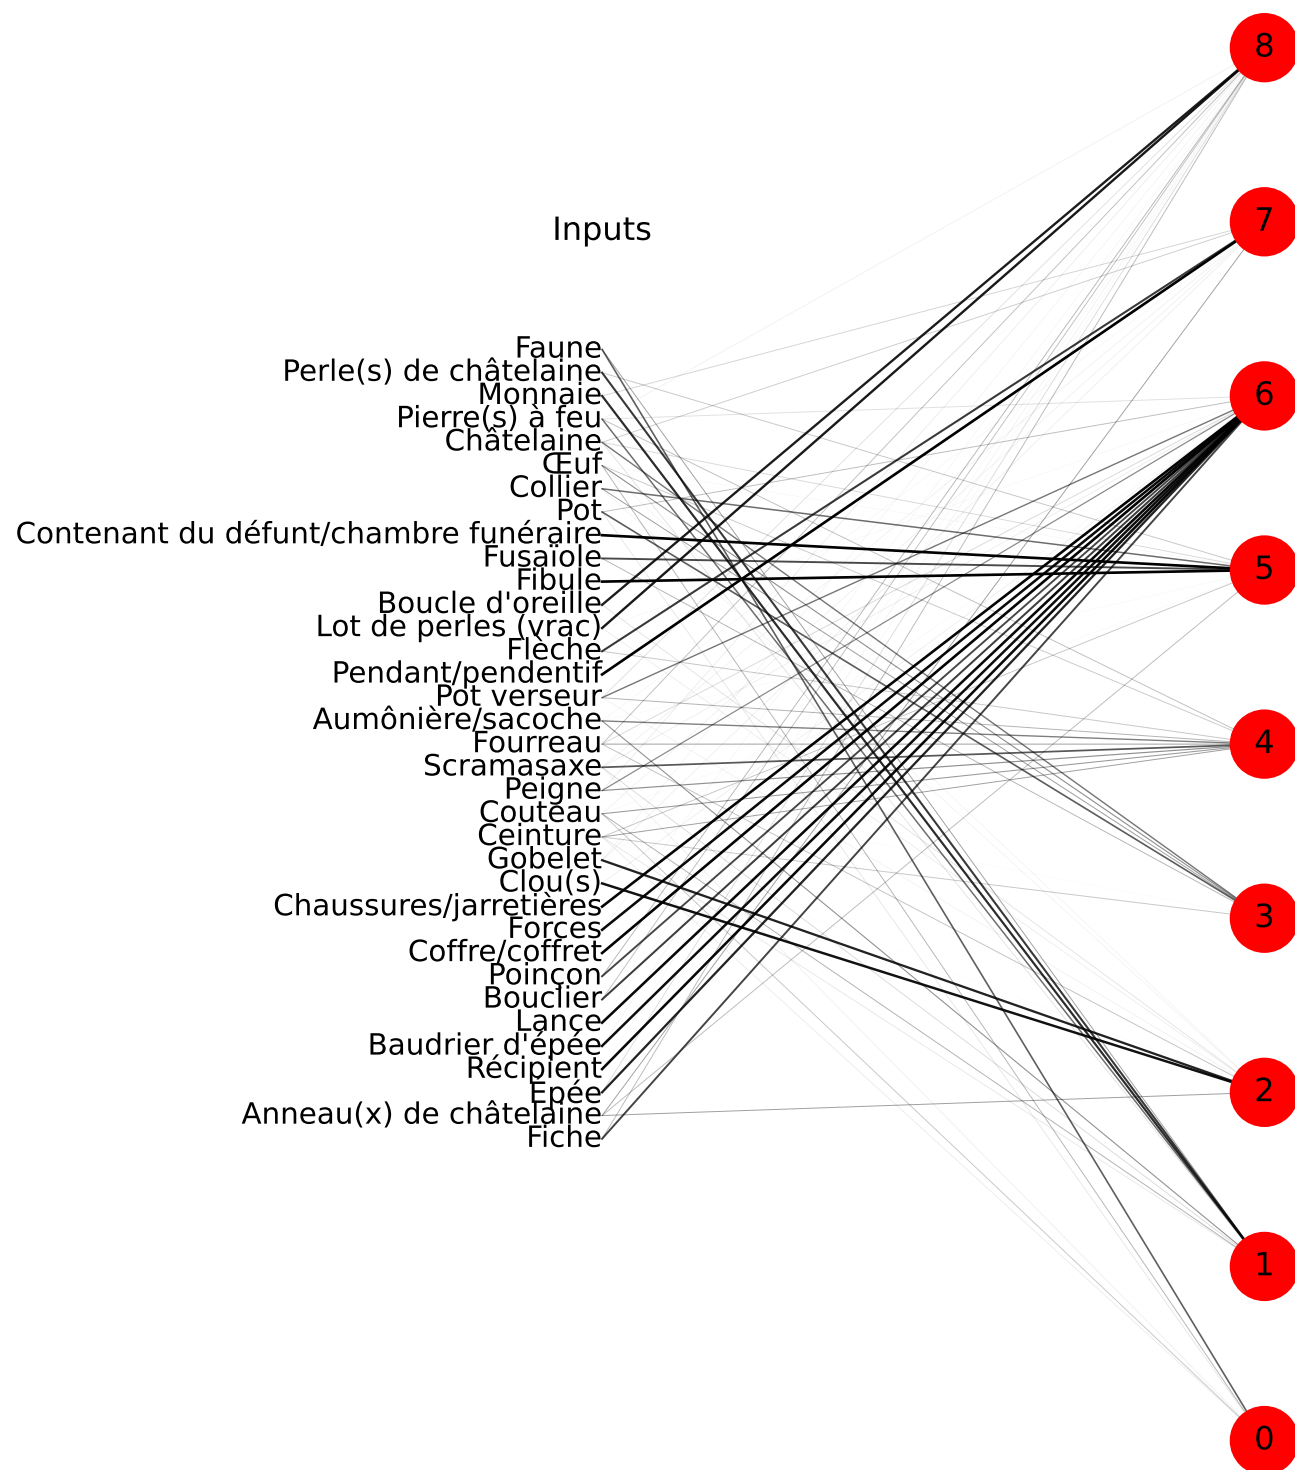 8
7
Inputs
Faune
Perle(s) de châtelaine
Monnaie
6
Pierre(s) à feu
Châtelaine
Œuf
Collier
Pot
Contenant du défunt/chambre funéraire
Fusaïole
5
Fibule
Boucle d'oreille
Lot de perles (vrac)
Flèche
Pendant/pendentif
Pot verseur
Aumônière/sacoche
Fourreau
4
Scramasaxe
Peigne
Couteau
Ceinture
Gobelet
Clou(s)
Chaussures/jarretières
3
Forces
Coffre/coffret
Poinçon
Bouclier
Lance
Baudrier d'épée
Récipient
Epée
2
Anneau(x) de châtelaine
Fiche
1
0